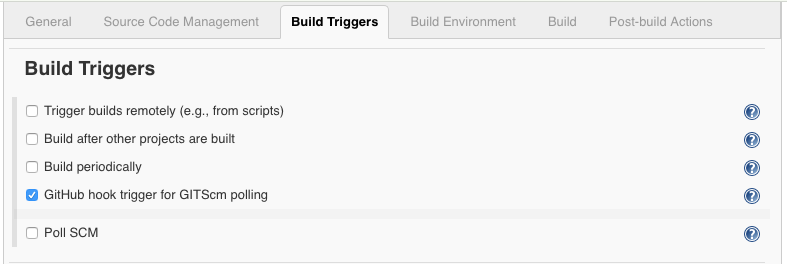 General Source Code Management Build Triggers Build Environment Build Post-build Actions
Build Triggers
Trigger builds remotely (e.g., from scripts) ?
Build after other projects are built ?
Build periodically ?
GitHub hook trigger for GITScm polling ?
Poll SCM ?